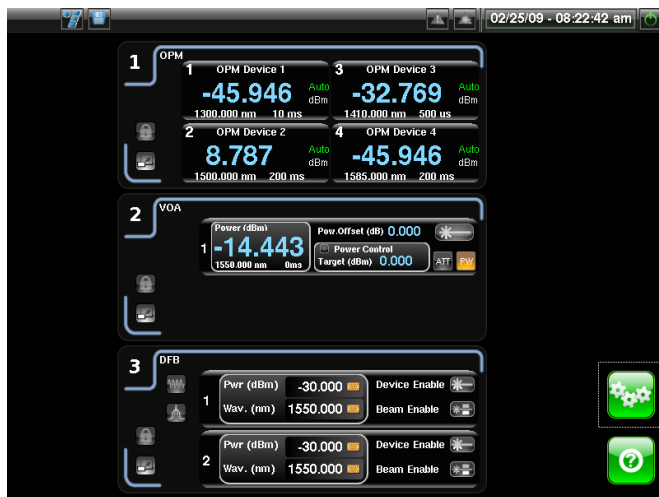 02/25/09 - 08:22:42 am
1 OPM
1 OPM Device 1
-45.946 Auto dBm
1300.000 nm 10 ms
3 OPM Device 3
-32.769 Auto dBm
1410.000 nm 500 us
2 OPM Device 2
8.787 Auto dBm
1500.000 nm 200 ms
4 OPM Device 4
-45.946 Auto dBm
1585.000 nm 200 ms
2 VOA
1
Power (dBm)
-14.443
1550.000 nm 0ms
Pow.Offset (dB) 0.000
Power Control
Target (dBm) 0.000
ATT PW
3 DFB
1
Pwr (dBm) -30.000 Device Enable
Wav. (nm) 1550.000 Beam Enable
2
Pwr (dBm) -30.000 Device Enable
Wav. (nm) 1550.000 Beam Enable
?